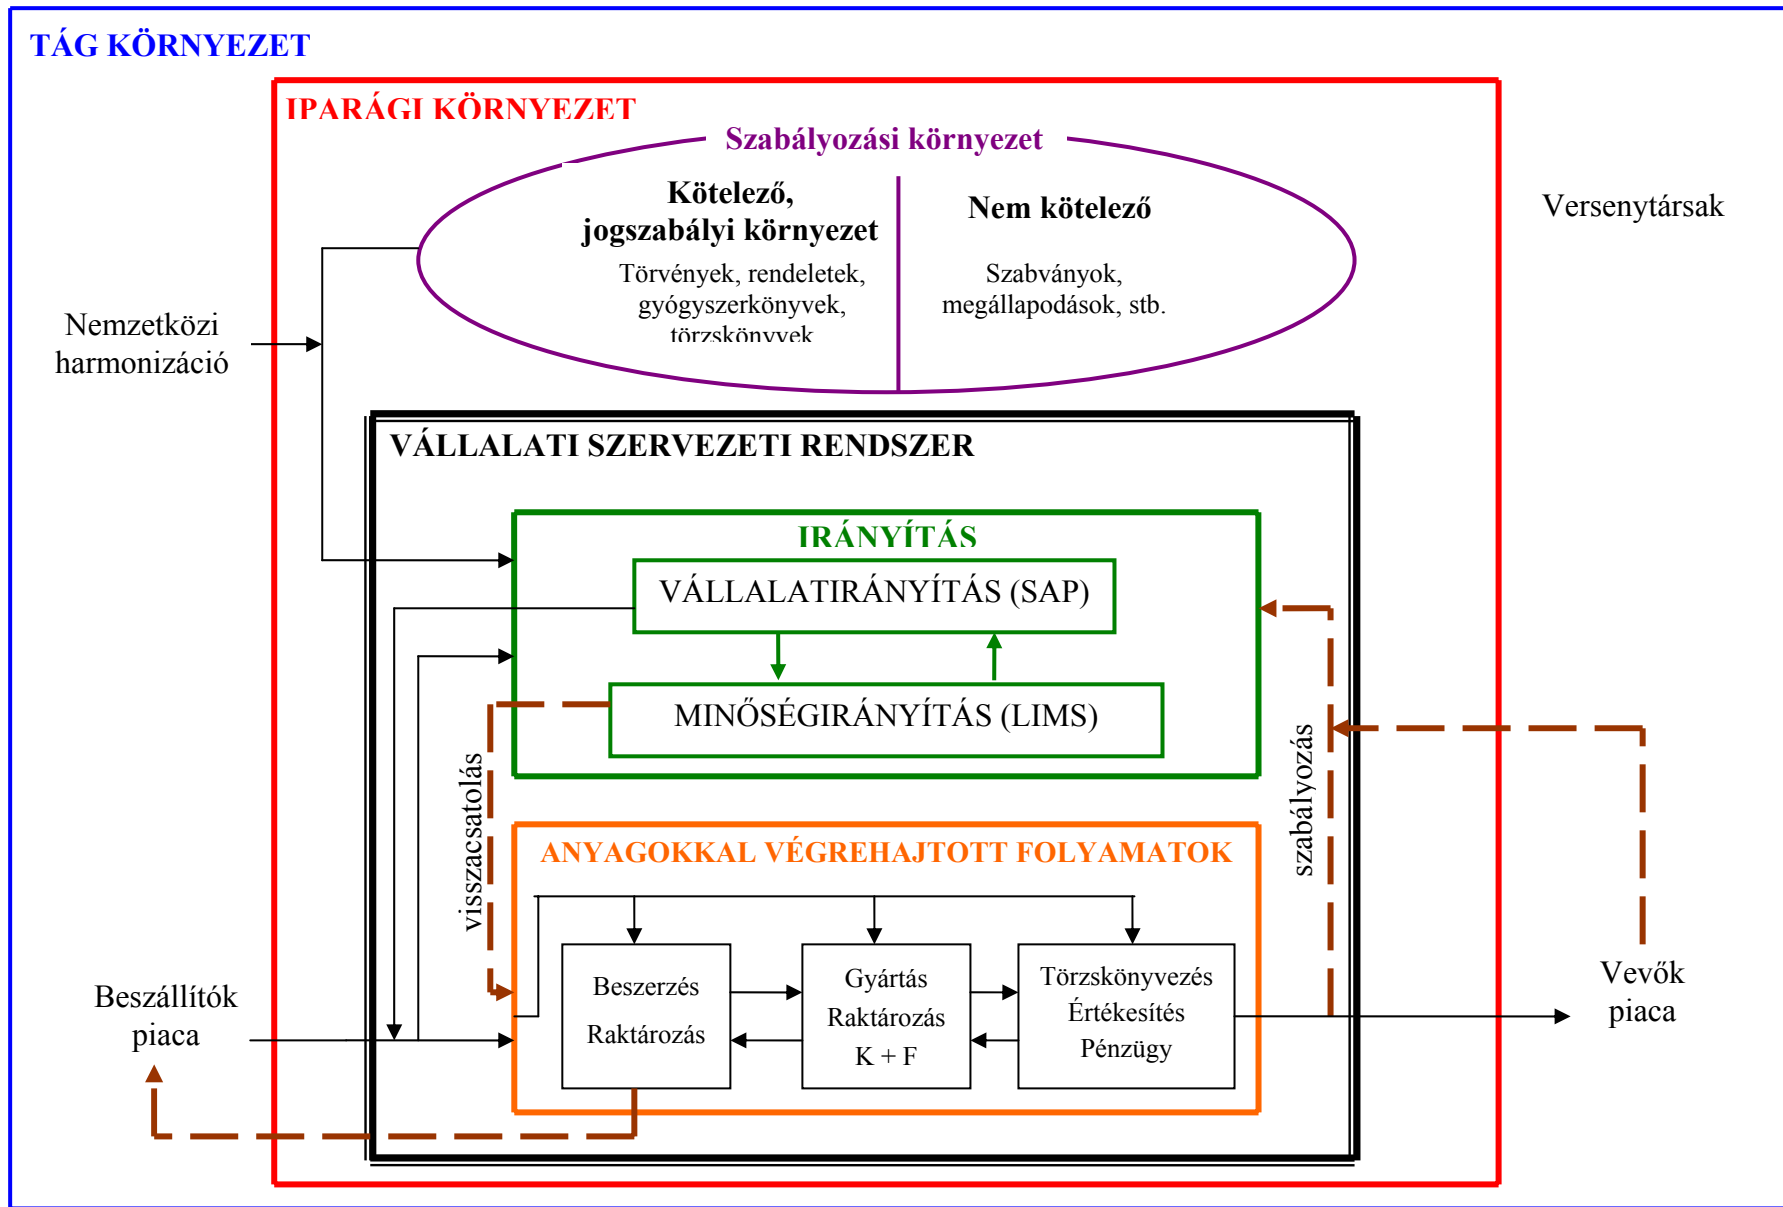 TÁG KÖRNYEZET
IPARÁGI KÖRNYEZET
Szabályozási környezet
Kötelező,
jogszabályi környezet
Törvények, rendeletek,
gyógyszerkönyvek,
törzskönyvek
Nem kötelező
Szabványok,
megállapodások, stb.
Versenytársak
Nemzetközi
harmonizáció
VÁLLALATI SZERVEZETI RENDSZER
IRÁNYÍTÁS
VÁLLALATIRÁNYÍTÁS (SAP)
MINŐSÉGIRÁNYÍTÁS (LIMS)
visszacsatolás
szabályozás
ANYAGOKKAL VÉGREHAJTOTT FOLYAMATOK
Beszerzés
Raktározás
Gyártás
Raktározás
K + F
Törzskönyvezés
Értékesítés
Pénzügy
Beszállítók
piaca
Vevők
piaca